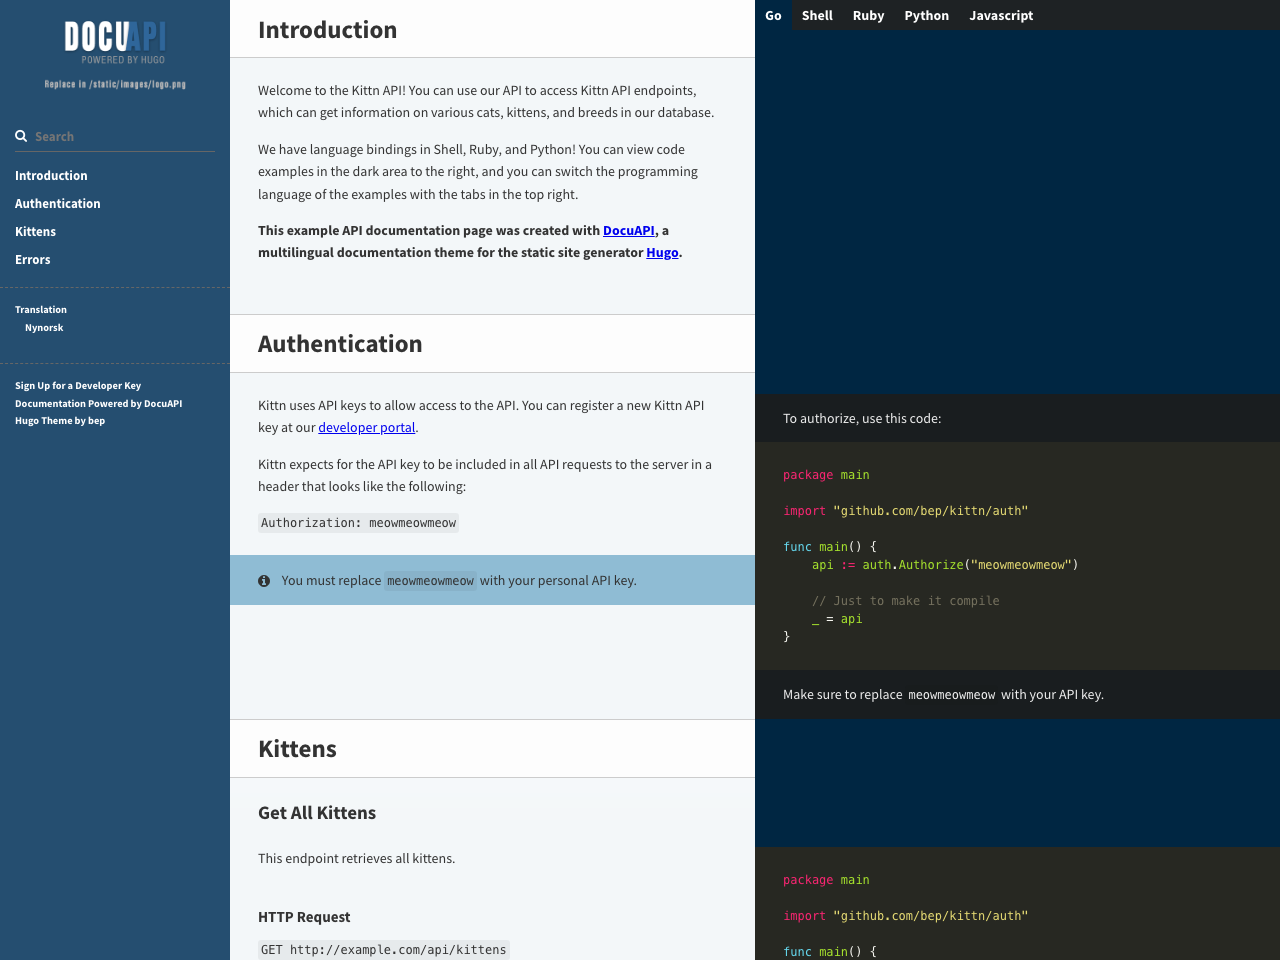 DOCUAPI
POWERED BY HUGO
Replace in /static/images/logo.png
Search
Introduction
Authentication
Kittens
Errors
Translation
Nynorsk
Sign Up for a Developer Key
Documentation Powered by DocuAPI
Hugo Theme by bep
Introduction
Welcome to the Kittn API! You can use our API to access Kittn API endpoints,
which can get information on various cats, kittens, and breeds in our database.
We have language bindings in Shell, Ruby, and Python! You can view code
examples in the dark area to the right, and you can switch the programming
language of the examples with the tabs in the top right.
This example API documentation page was created with DocuAPI, a
multilingual documentation theme for the static site generator Hugo.
Authentication
Kittn uses API keys to allow access to the API. You can register a new Kittn API
key at our developer portal.
Kittn expects for the API key to be included in all API requests to the server in a
header that looks like the following:
Authorization: meowmeowmeow
You must replace meowmeowmeow with your personal API key.
Kittens
Get All Kittens
This endpoint retrieves all kittens.
HTTP Request
GET http://example.com/api/kittens
Go Shell Ruby Python Javascript
To authorize, use this code:
package main
import "github.com/bep/kittn/auth"
func main() {
    api := auth.Authorize("meowmeowmeow")
    // Just to make it compile
    _ = api
}
Make sure to replace meowmeowmeow with your API key.
package main
import "github.com/bep/kittn/auth"
func main() {